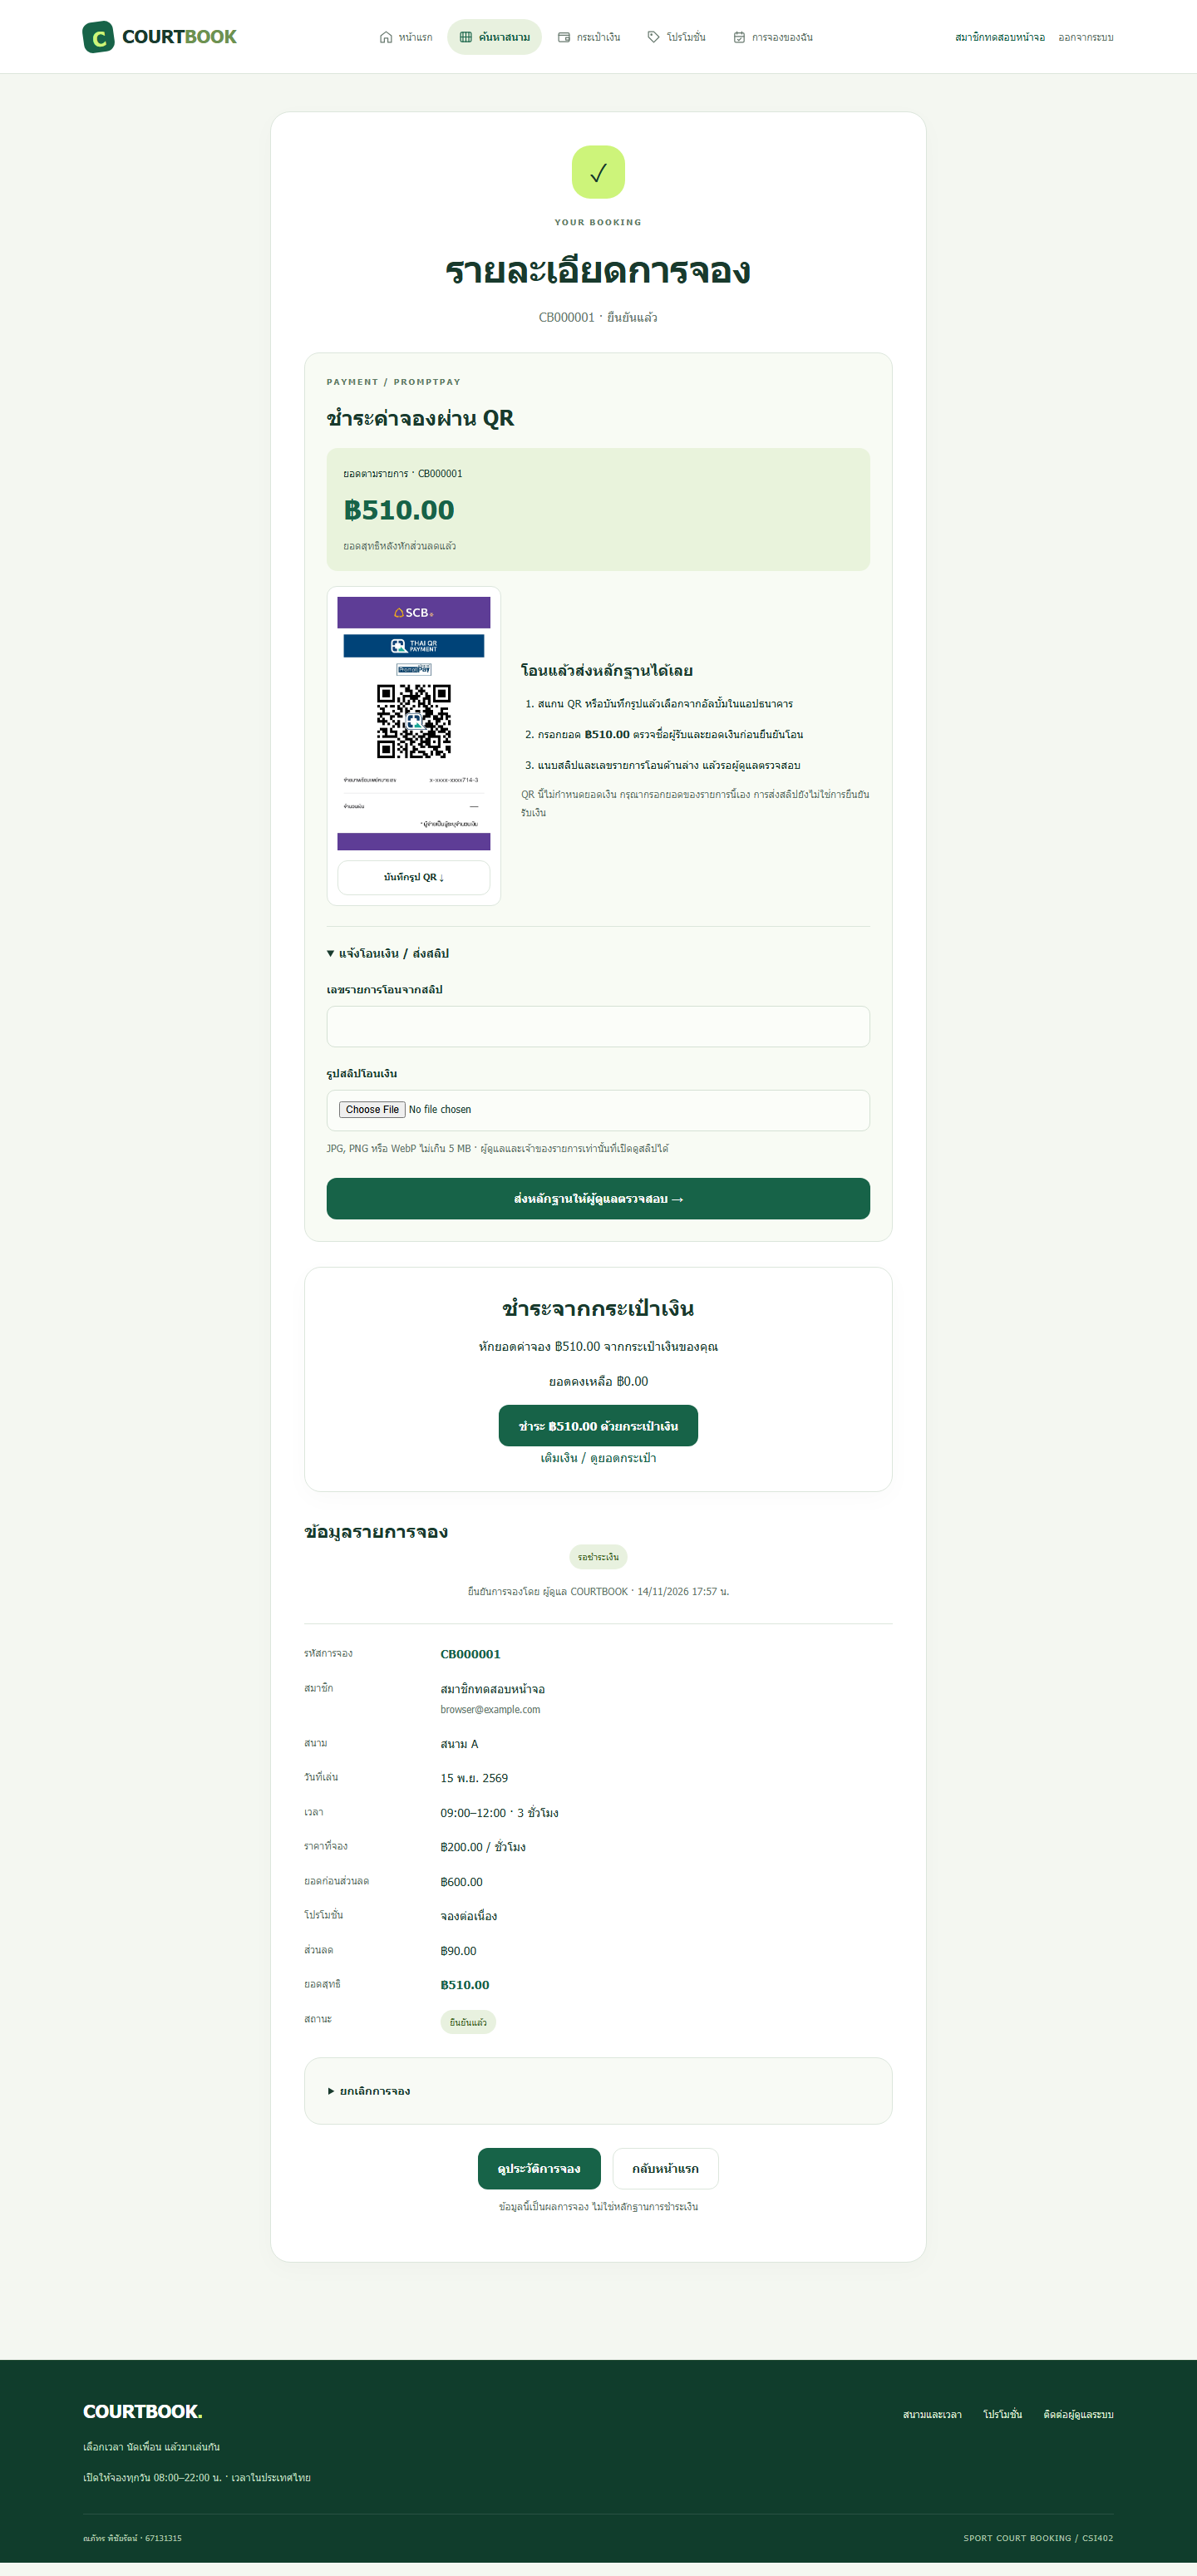 C COURTBOOK
หน้าแรก
ค้นหาสนาม
กระเป๋าเงิน
โปรโมชั่น
การจองของฉัน
สมาชิกทดสอบหน้าจอ
ออกจากระบบ
✓
YOUR BOOKING
รายละเอียดการจอง
CB000001 · ยืนยันแล้ว
PAYMENT / PROMPTPAY
ชำระค่าจองผ่าน QR
ยอดตามรายการ · CB000001
฿510.00
ยอดสุทธิหลังหักส่วนลดแล้ว
SCB
THAI QR
PAYMENT
PromptPay
x-xxxx-xxxx714-3
โอนแล้วส่งหลักฐานได้เลย
1. สแกน QR หรือบันทึกรูปแล้วเลือกจากอัลบั้มในแอปธนาคาร
2. กรอกยอด ฿510.00 ตรวจชื่อผู้รับและยอดเงินก่อนยืนยันโอน
3. แนบสลิปและเลขรายการโอนด้านล่าง แล้วรอผู้ดูแลตรวจสอบ
QR นี้ไม่กำหนดยอดเงิน กรุณากรอกยอดของรายการนี้เอง การส่งสลิปยังไม่ใช่การยืนยัน
รับเงิน
บันทึกรูป QR ↓
▼ แจ้งโอนเงิน / ส่งสลิป
เลขรายการโอนจากสลิป
รูปสลิปโอนเงิน
Choose File No file chosen
JPG, PNG หรือ WebP ไม่เกิน 5 MB · ผู้ดูแลและเจ้าของรายการเท่านั้นที่เปิดดูสลิปได้
ส่งหลักฐานให้ผู้ดูแลตรวจสอบ →
ชำระจากกระเป๋าเงิน
หักยอดค่าจอง ฿510.00 จากกระเป๋าเงินของคุณ
ยอดคงเหลือ ฿0.00
ชำระ ฿510.00 ด้วยกระเป๋าเงิน
เติมเงิน / ดูยอดกระเป๋า
ข้อมูลรายการจอง
รอชำระเงิน
ยืนยันการจองโดย ผู้ดูแล COURTBOOK · 14/11/2026 17:57 น.
รหัสการจอง CB000001
สมาชิก สมาชิกทดสอบหน้าจอ
browser@example.com
สนาม สนาม A
วันที่เล่น 15 พ.ย. 2569
เวลา 09:00–12:00 · 3 ชั่วโมง
ราคาที่จอง ฿200.00 / ชั่วโมง
ยอดก่อนส่วนลด ฿600.00
โปรโมชั่น จองต่อเนื่อง
ส่วนลด ฿90.00
ยอดสุทธิ ฿510.00
สถานะ ยืนยันแล้ว
▶ ยกเลิกการจอง
ดูประวัติการจอง
กลับหน้าแรก
ข้อมูลนี้เป็นผลการจอง ไม่ใช่หลักฐานการชำระเงิน
COURTBOOK.
สนามและเวลา
โปรโมชั่น
ติดต่อผู้ดูแลระบบ
เลือกเวลา นัดเพื่อน แล้วมาเล่นกัน
เปิดให้จองทุกวัน 08:00–22:00 น. · เวลาในประเทศไทย
ณภัทร พิชัยรัตน์ · 67131315
SPORT COURT BOOKING / CSI402